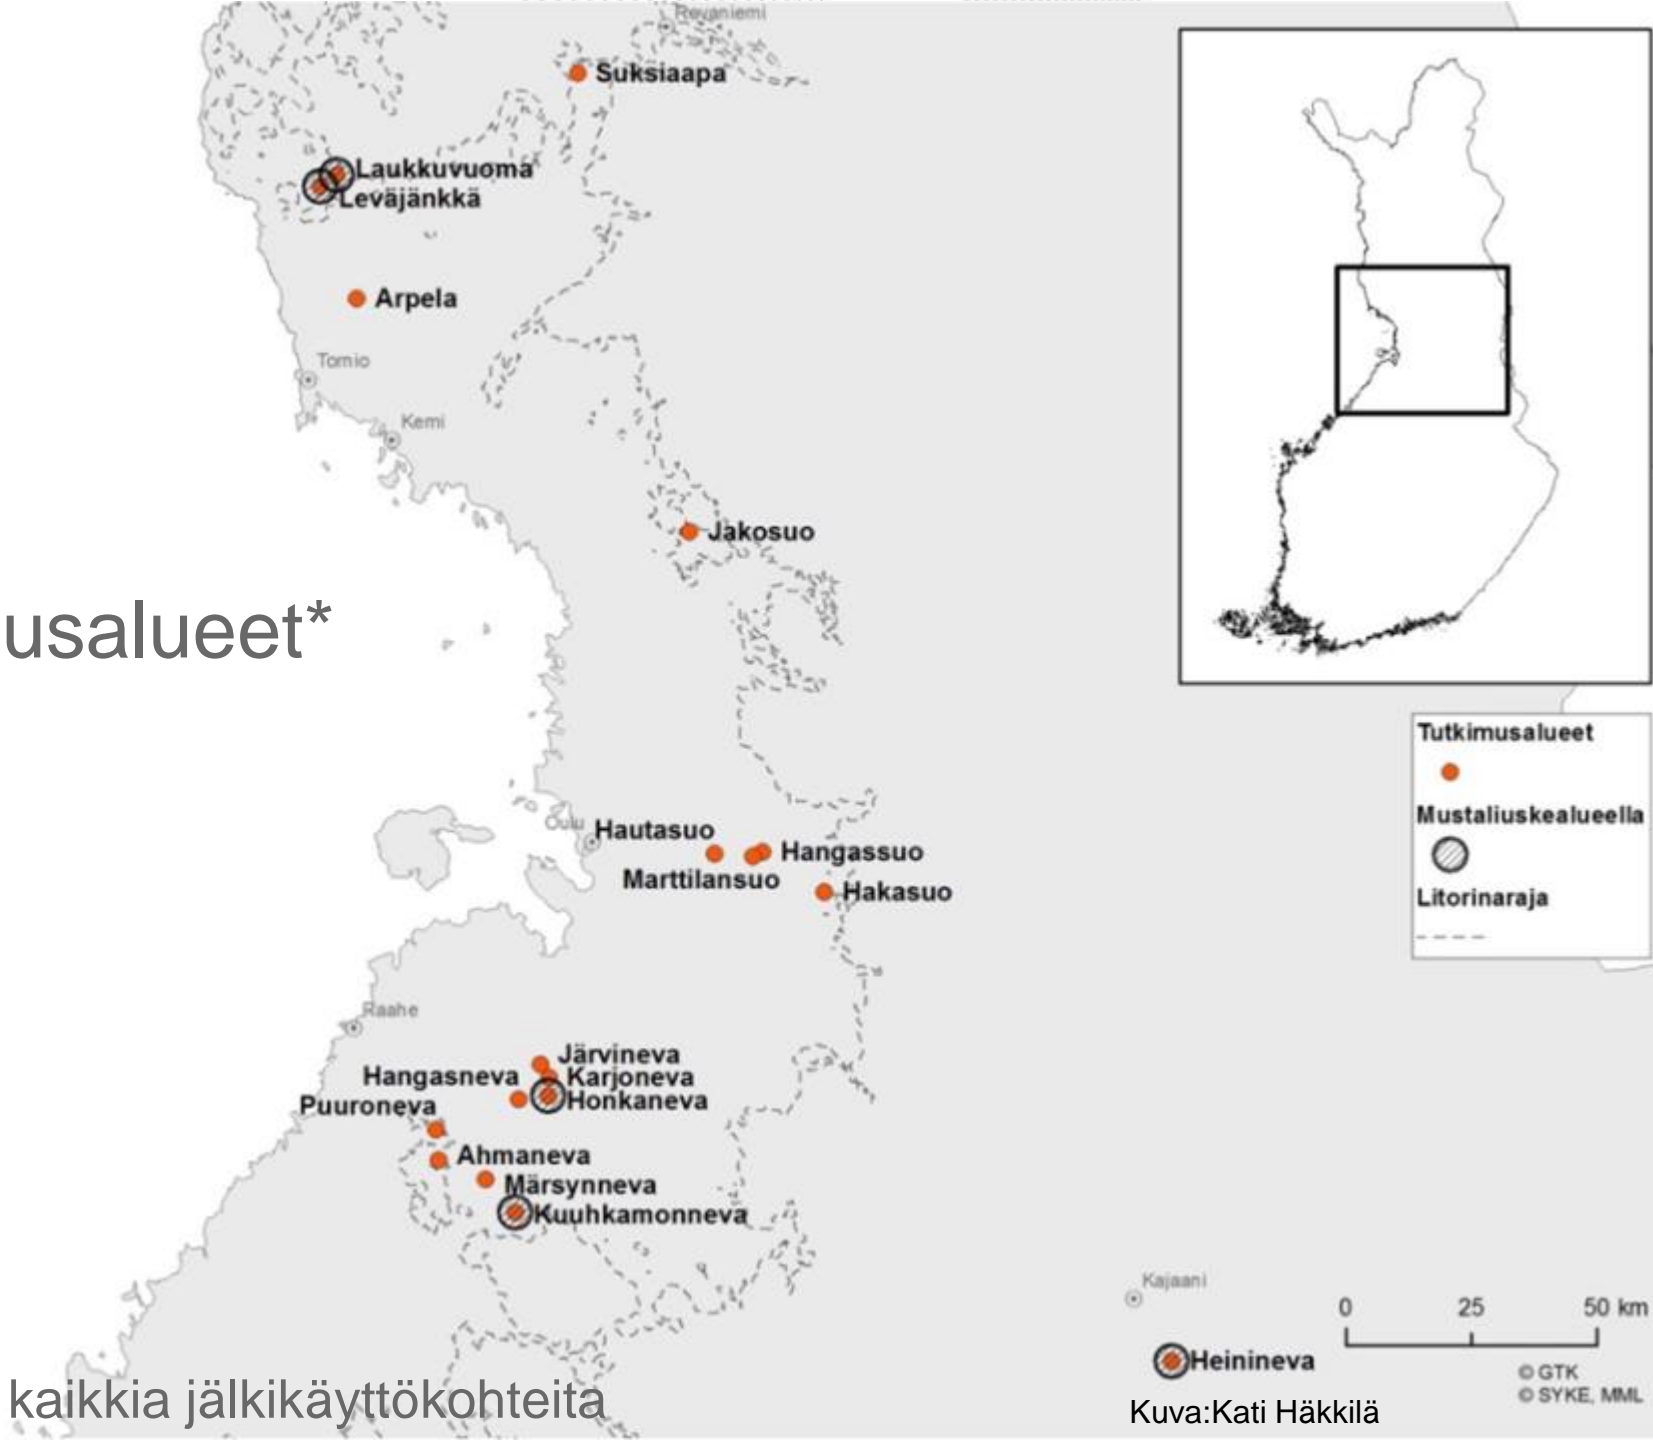 Rovaniemi
Suksiaapa
Laukkuvuoma
Leväjänkkä
Arpela
Tornio
Kemi
Jakosuo
usalueet*
Tutkimusalueet
Mustaliuskealueella
Litorinaraja
Oulu
Hautasuo
Hangassuo
Marttilansuo
Hakasuo
Raahe
Järvineva
Hangasneva
Karjoneva
Honkaneva
Puuroneva
Ahmaneva
Märsynneva
Kuuhkamonneva
Kajaani
0 25 50 km
Heinineva
© GTK
© SYKE, MML
kaikkia jälkikäyttökohteita
Kuva:Kati Häkkilä